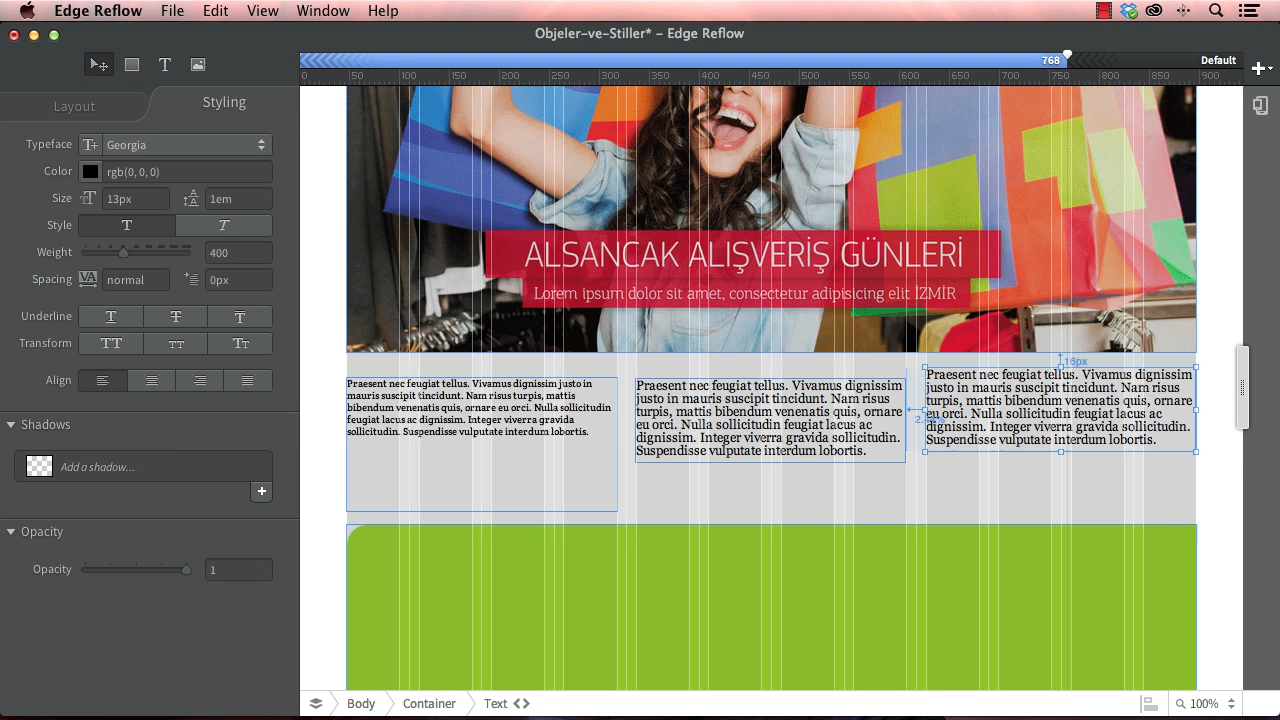 Edge Reflow File Edit View Window Help
Objeler-ve-Stiller* – Edge Reflow
768 Default
0 50 100 150 200 250 300 350 400 450 500 550 600 650 700 750 800 850 900
Layout Styling
Typeface Georgia
Color rgb(0, 0, 0)
Size 13px 1em
Style T T
Weight 400
Spacing VA normal 0px
Underline T T T
Transform TT TT TT
Align
Shadows
Add a shadow...
Opacity
Opacity 1
ALSANCAK ALIŞVERİŞ GÜNLERİ
Lorem ipsum dolor sit amet, consectetur adipisicing elit İZMİR
16px
Praesent nec feugiat tellus. Vivamus dignissim justo in
mauris suscipit tincidunt. Nam risus turpis, mattis
bibendum venenatis quis, ornare eu orci. Nulla sollicitudin
feugiat lacus ac dignissim. Integer viverra gravida
sollicitudin. Suspendisse vulputate interdum lobortis.
Praesent nec feugiat tellus. Vivamus dignissim
justo in mauris suscipit tincidunt. Nam risus
turpis, mattis bibendum venenatis quis, ornare
eu orci. Nulla sollicitudin feugiat lacus ac
dignissim. Integer viverra gravida sollicitudin.
Suspendisse vulputate interdum lobortis.
Praesent nec feugiat tellus. Vivamus dignissim
justo in mauris suscipit tincidunt. Nam risus
turpis, mattis bibendum venenatis quis, ornare
eu orci. Nulla sollicitudin feugiat lacus ac
dignissim. Integer viverra gravida sollicitudin.
Suspendisse vulputate interdum lobortis.
Body Container Text
100%